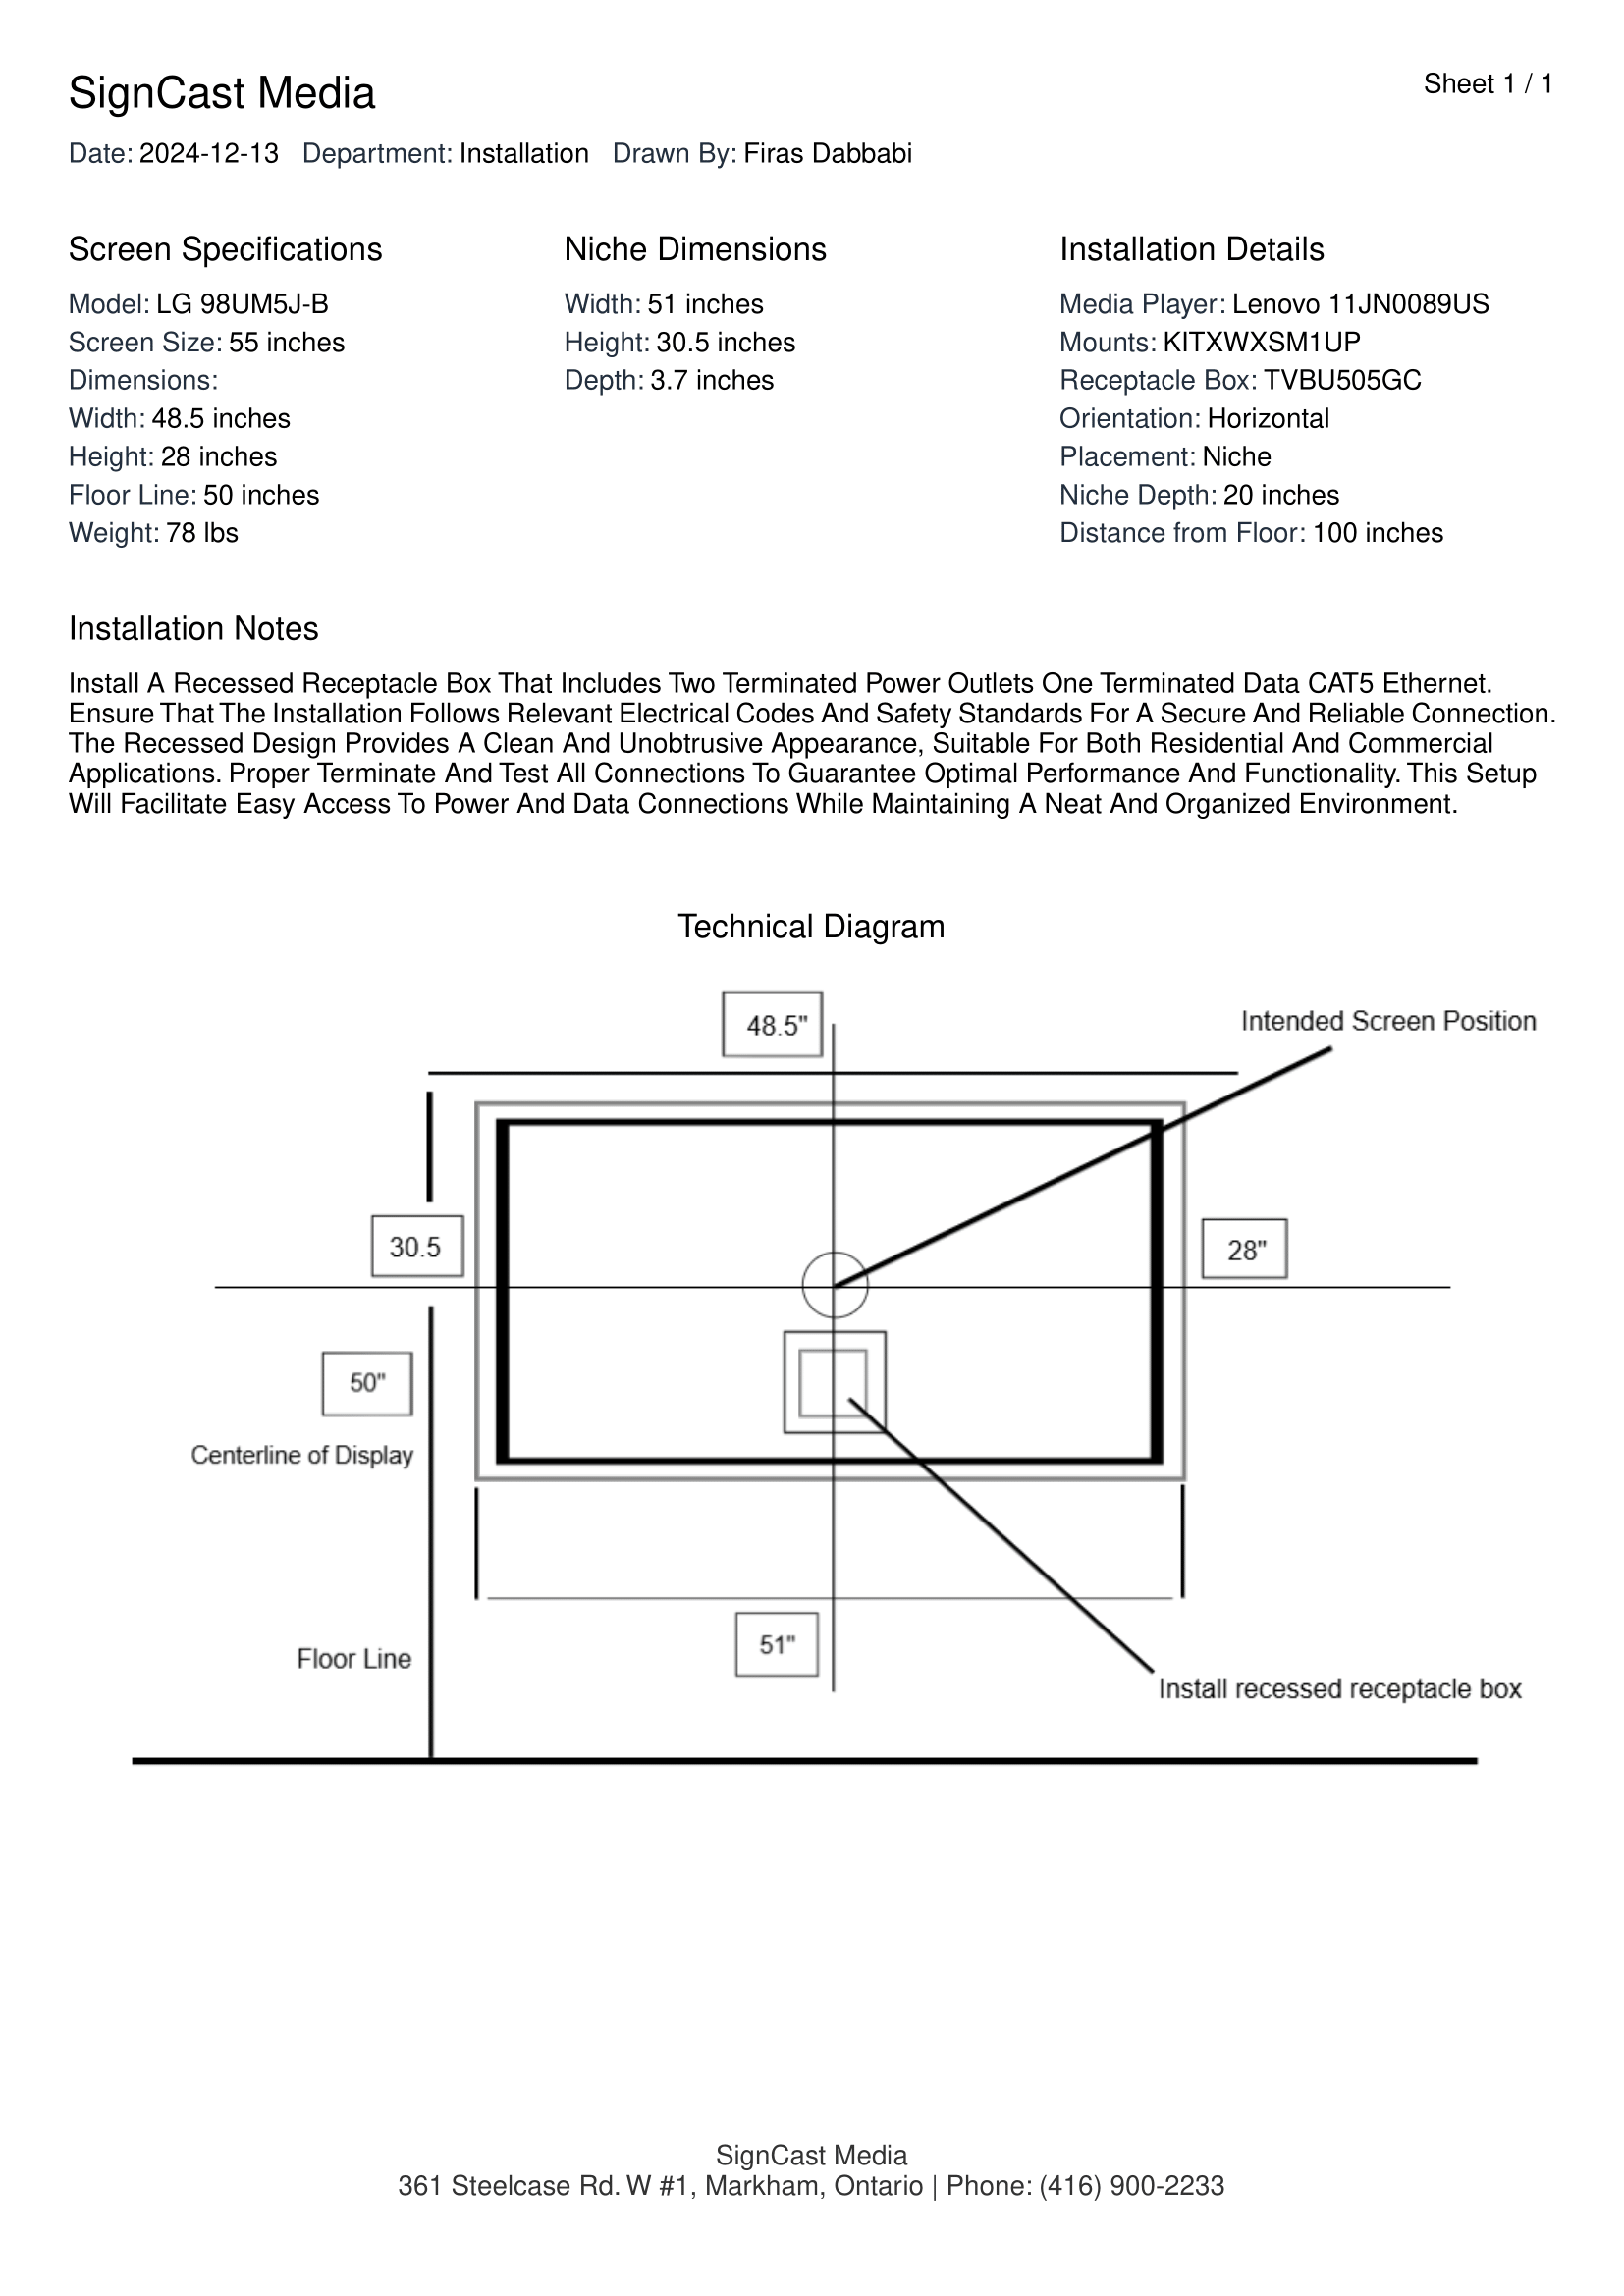 SignCast Media
Sheet 1 / 1
Date: 2024-12-13 Department: Installation Drawn By: Firas Dabbabi
Screen Specifications
Model: LG 98UM5J-B
Screen Size: 55 inches
Dimensions:
Width: 48.5 inches
Height: 28 inches
Floor Line: 50 inches
Weight: 78 lbs
Niche Dimensions
Width: 51 inches
Height: 30.5 inches
Depth: 3.7 inches
Installation Details
Media Player: Lenovo 11JN0089US
Mounts: KITXWXSM1UP
Receptacle Box: TVBU505GC
Orientation: Horizontal
Placement: Niche
Niche Depth: 20 inches
Distance from Floor: 100 inches
Installation Notes
Install A Recessed Receptacle Box That Includes Two Terminated Power Outlets One Terminated Data CAT5 Ethernet.
Ensure That The Installation Follows Relevant Electrical Codes And Safety Standards For A Secure And Reliable Connection.
The Recessed Design Provides A Clean And Unobtrusive Appearance, Suitable For Both Residential And Commercial
Applications. Proper Terminate And Test All Connections To Guarantee Optimal Performance And Functionality. This Setup
Will Facilitate Easy Access To Power And Data Connections While Maintaining A Neat And Organized Environment.
Technical Diagram
48.5"
Intended Screen Position
30.5
28"
50"
Centerline of Display
51"
Floor Line
Install recessed receptacle box
SignCast Media
361 Steelcase Rd. W #1, Markham, Ontario | Phone: (416) 900-2233